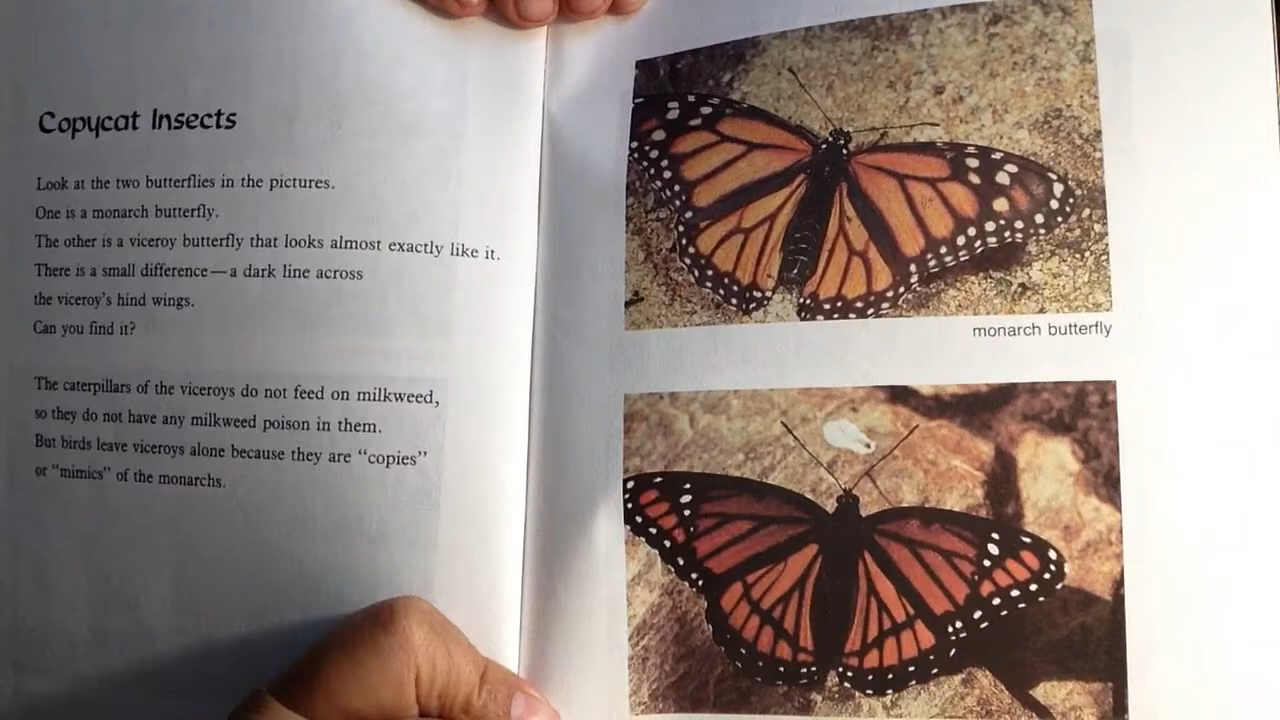 Copycat Insects
Look at the two butterflies in the pictures.
One is a monarch butterfly.
The other is a viceroy butterfly that looks almost exactly like it.
There is a small difference—a dark line across
the viceroy's hind wings.
Can you find it?
The caterpillars of the viceroys do not feed on milkweed,
so they do not have any milkweed poison in them.
But birds leave viceroys alone because they are “copies”
or “mimics” of the monarchs.
monarch butterfly